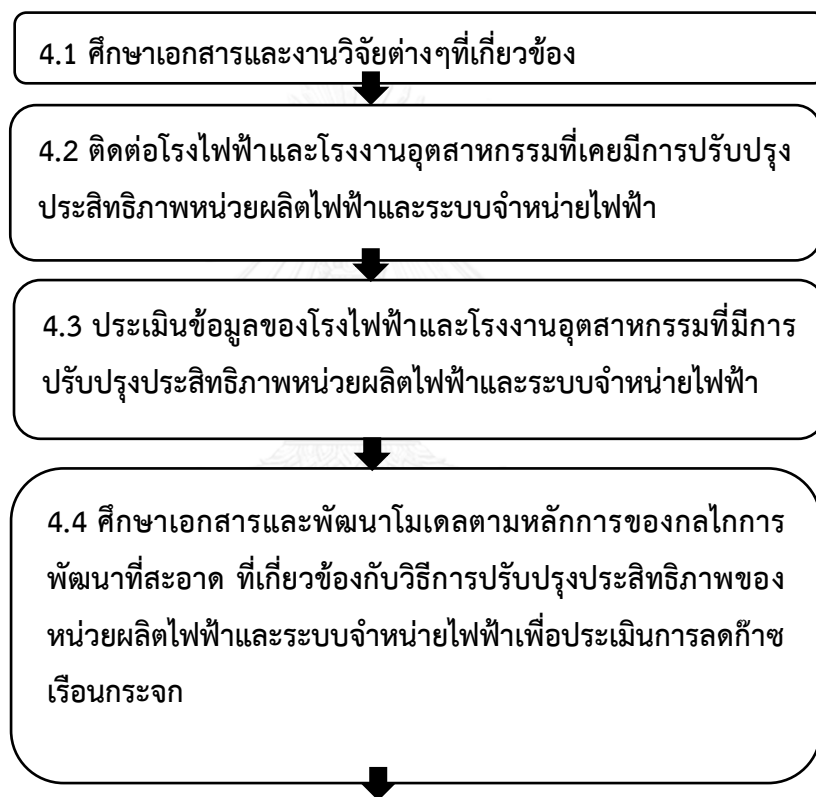 4.1 ศึกษาเอกสารและงานวิจัยต่างๆที่เกี่ยวข้อง
4.2 ติดต่อโรงไฟฟ้าและโรงงานอุตสาหกรรมที่เคยมีการปรับปรุง
ประสิทธิภาพหน่วยผลิตไฟฟ้าและระบบจำหน่ายไฟฟ้า
4.3 ประเมินข้อมูลของโรงไฟฟ้าและโรงงานอุตสาหกรรมที่มีการ
ปรับปรุงประสิทธิภาพหน่วยผลิตไฟฟ้าและระบบจำหน่ายไฟฟ้า
4.4 ศึกษาเอกสารและพัฒนาโมเดลตามหลักการของกลไกการ
พัฒนาที่สะอาด ที่เกี่ยวข้องกับวิธีการปรับปรุงประสิทธิภาพของ
หน่วยผลิตไฟฟ้าและระบบจำหน่ายไฟฟ้าเพื่อประเมินการลดก๊าซ
เรือนกระจก